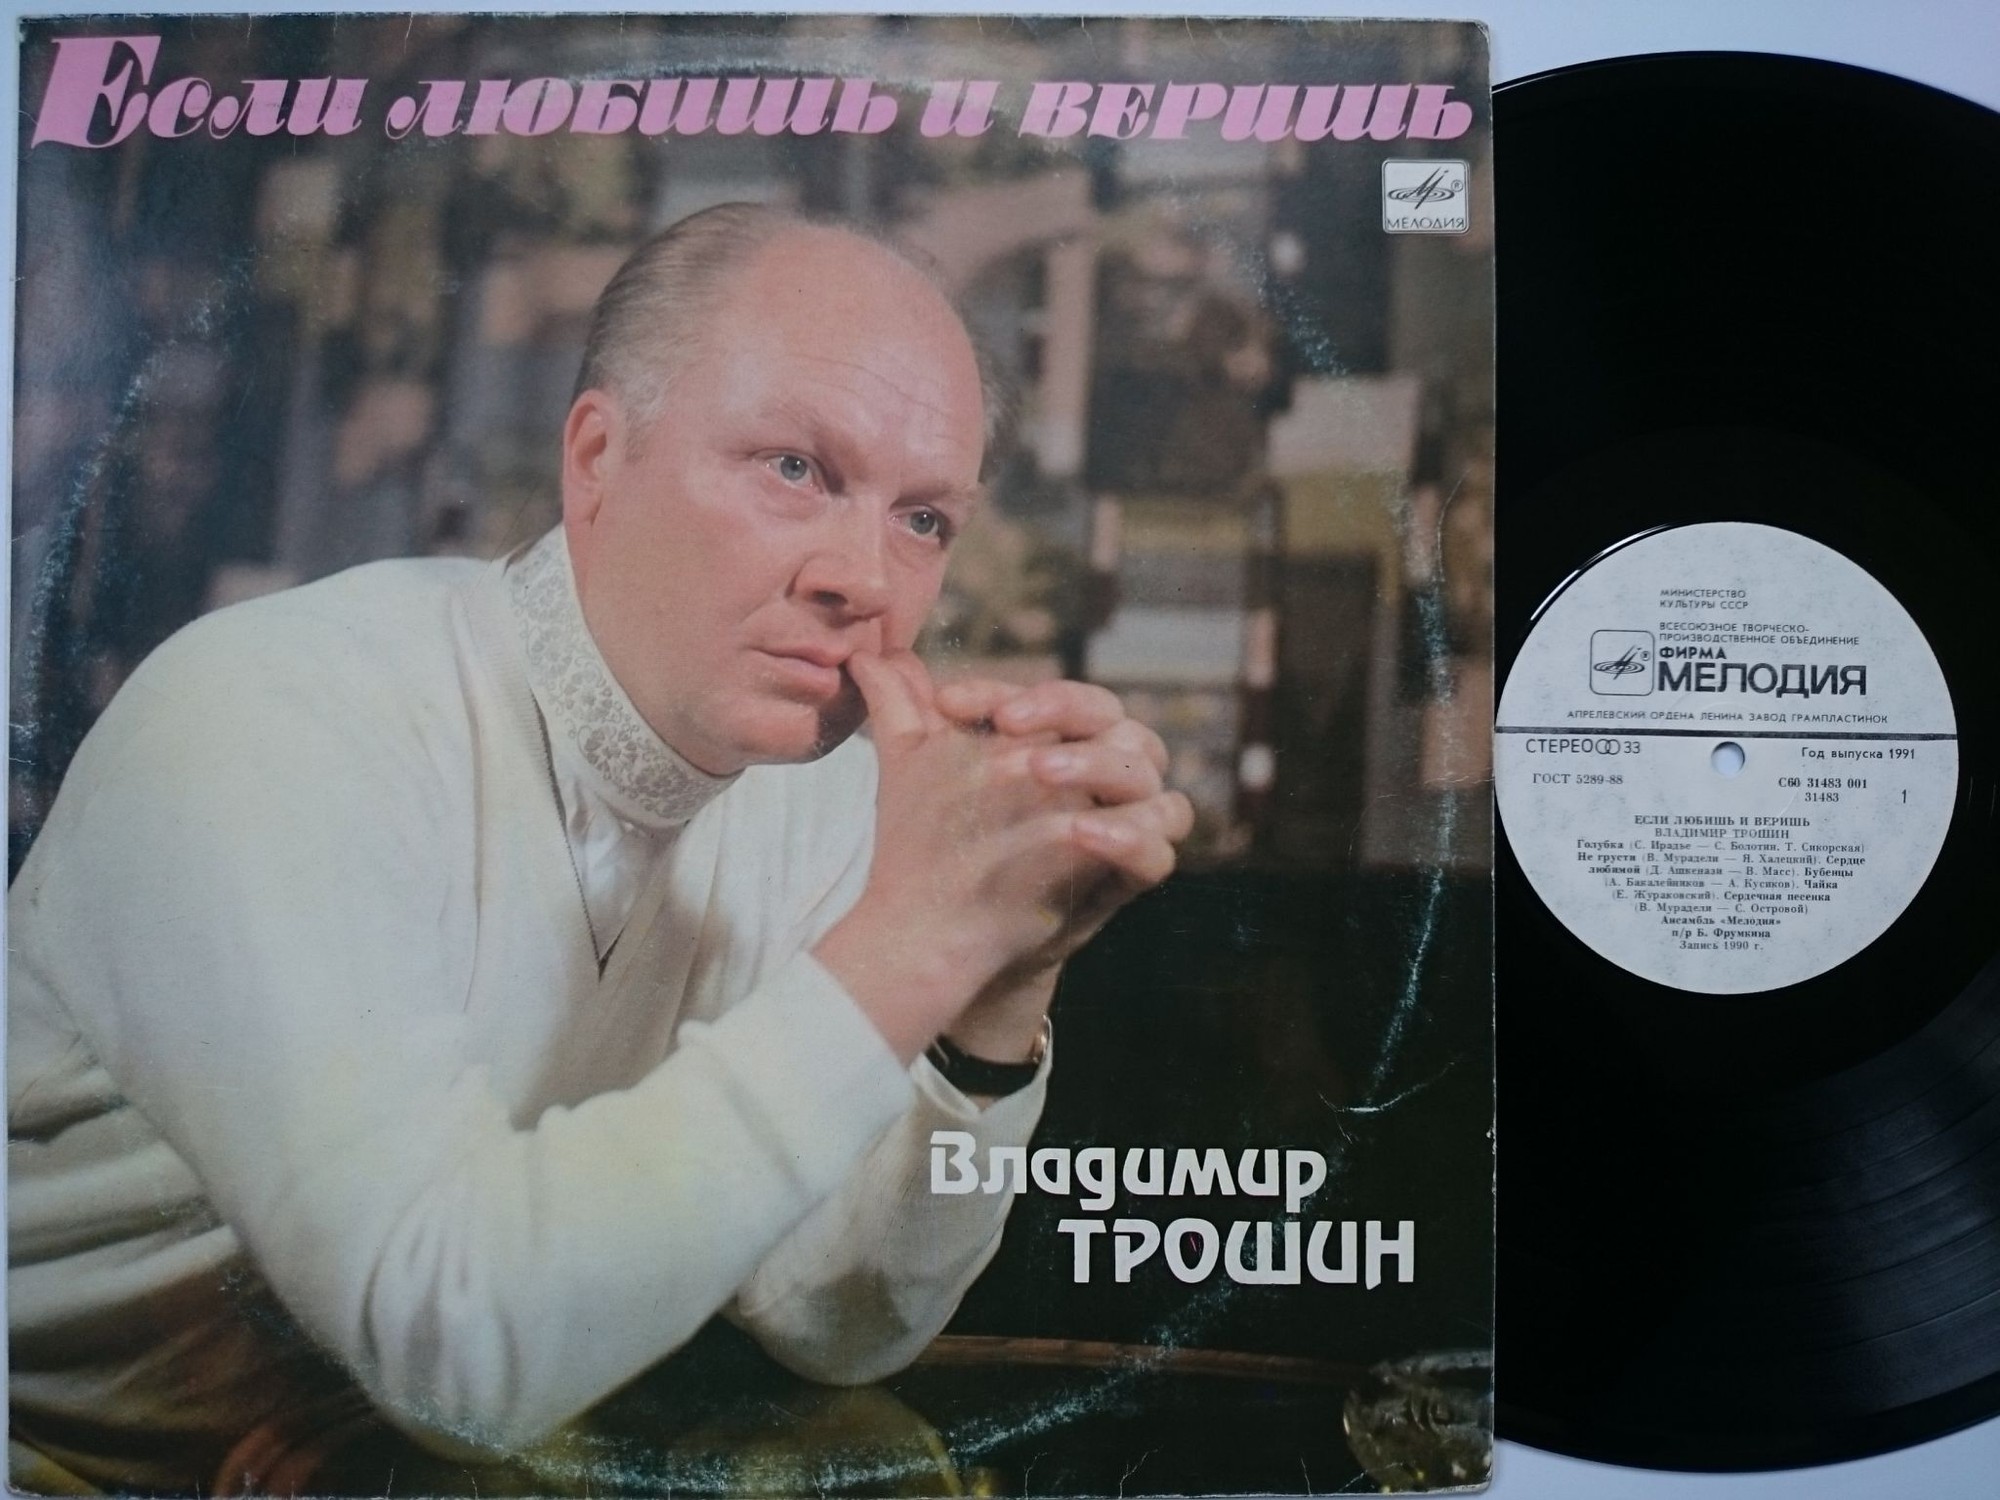 Если любишь и веришь
МЕЛОДИЯ
Владимир
ТРОШИН
МИНИСТЕРСТВО
КУЛЬТУРЫ СССР
ВСЕСОЮЗНОЕ ТВОРЧЕСКО-
ПРОИЗВОДСТВЕННОЕ ОБЪЕДИНЕНИЕ
ФИРМА
МЕЛОДИЯ
АПРЕЛЕВСКИЙ ОРДЕНА ЛЕНИНА ЗАВОД ГРАМПЛАСТИНОК
СТЕРЕО 33
Год выпуска 1991
ГОСТ 5289-88
С60 31483 001
31483
1
ЕСЛИ ЛЮБИШЬ И ВЕРИШЬ
ВЛАДИМИР ТРОШИН
Голубка (С. Ирадье — С. Болотин, Т. Сикорская)
Не грусти (В. Мурадели — Я. Халецкий). Сердце
любимой (Д. Ашкенази — В. Масс). Бубенцы
(А. Бакалейников — А. Кусиков). Чайка
(Е. Жураковский). Сердечная песенка
(В. Мурадели — С. Островой)
Ансамбль «Мелодия»
п/р Б. Фрумкина
Запись 1990 г.